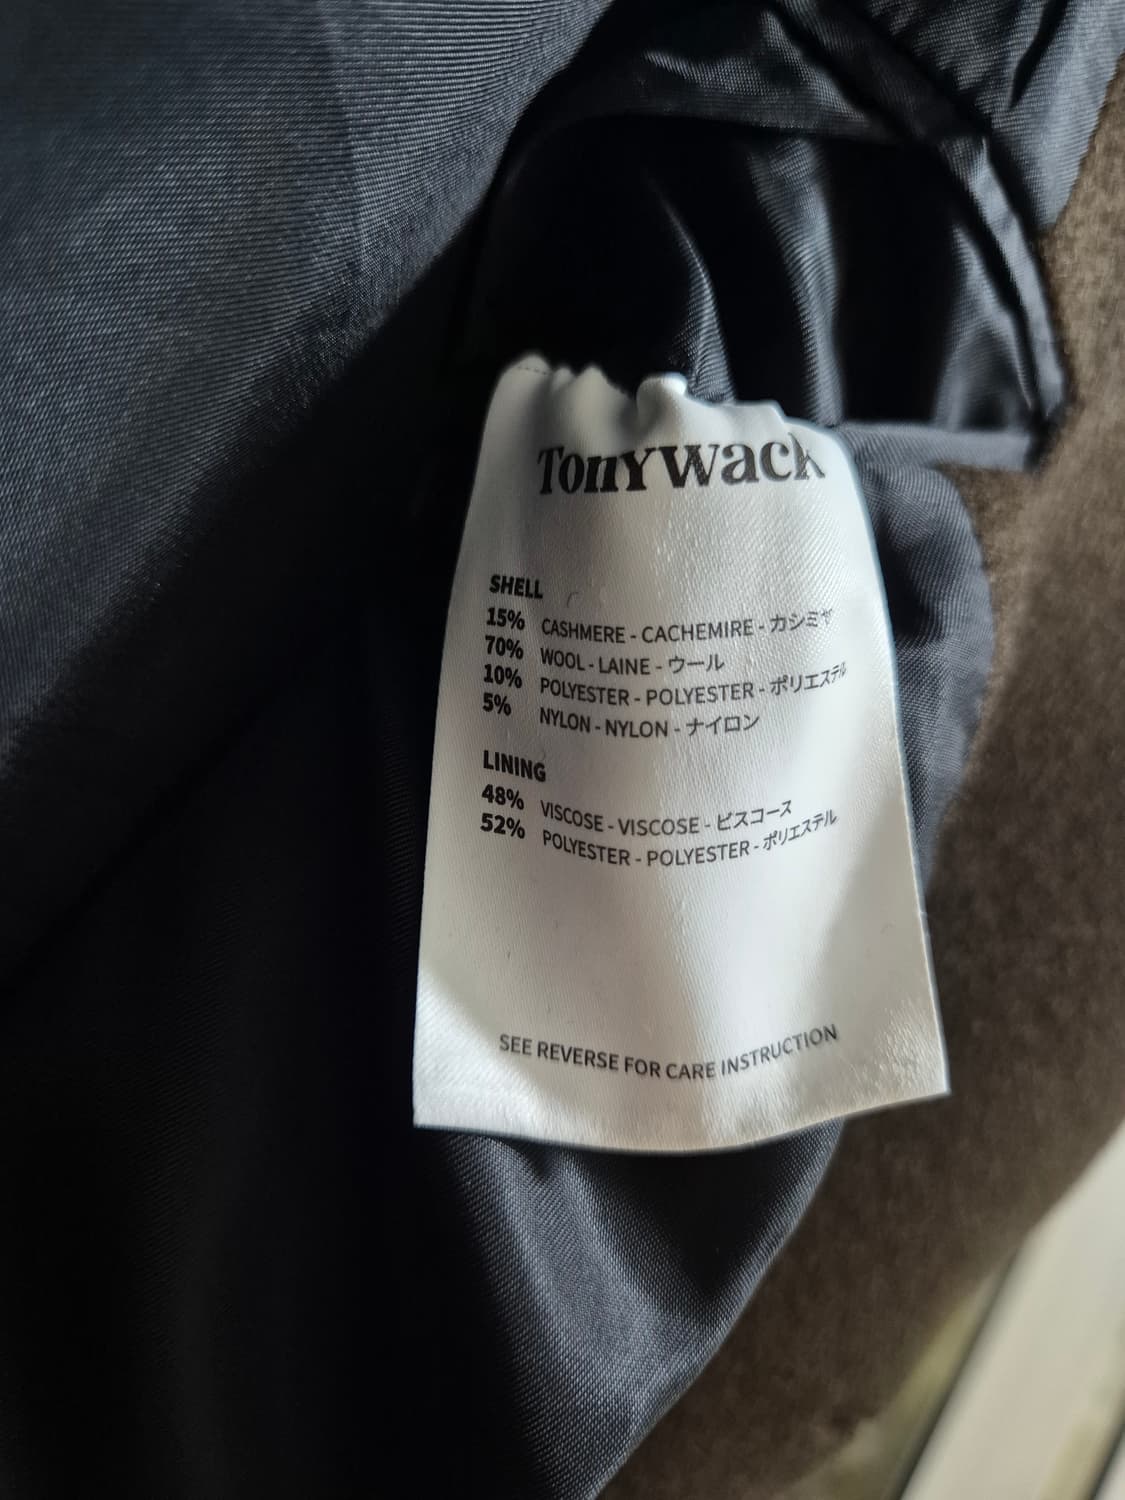 TONYWack
SHELL
15% CASHMERE - CACHEMIRE - カシミヤ
70% WOOL - LAINE - ウール
10% POLYESTER - POLYESTER - ポリエステル
5% NYLON - NYLON - ナイロン
LINING
48% VISCOSE - VISCOSE - ビスコース
52% POLYESTER - POLYESTER - ポリエステル
SEE REVERSE FOR CARE INSTRUCTION